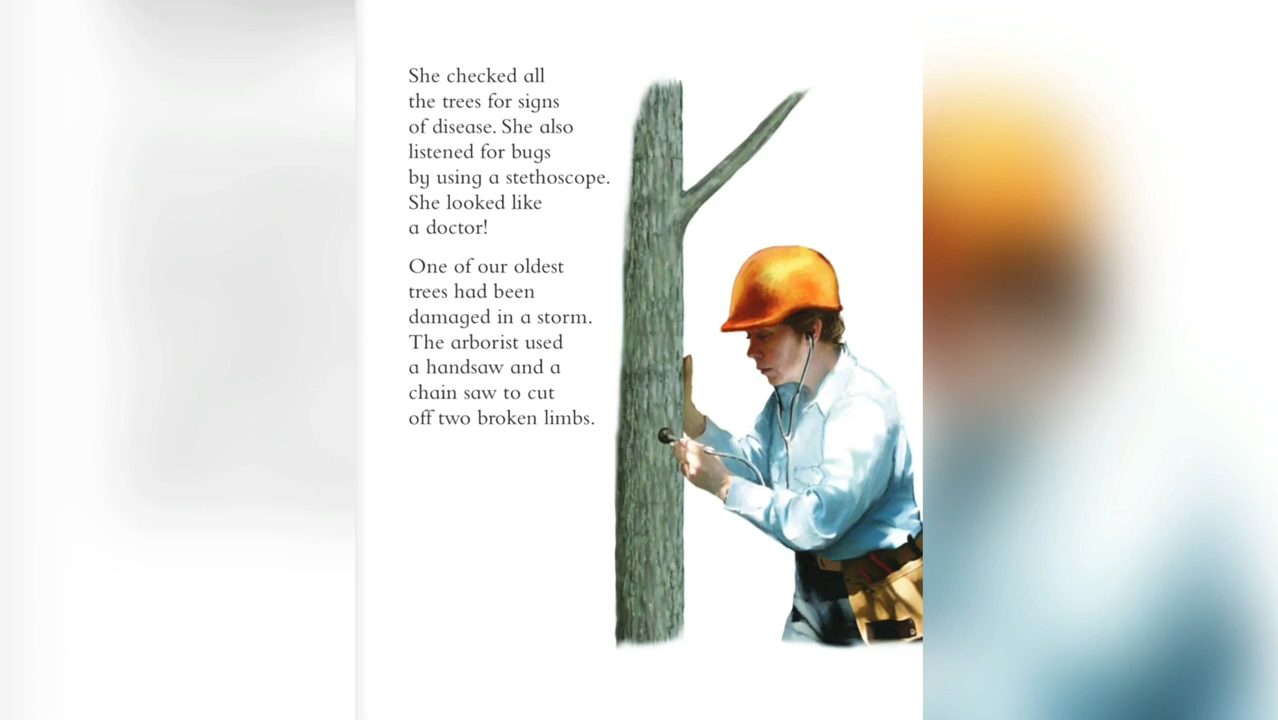 She checked all
the trees for signs
of disease. She also
listened for bugs
by using a stethoscope.
She looked like
a doctor!
One of our oldest
trees had been
damaged in a storm.
The arborist used
a handsaw and a
chain saw to cut
off two broken limbs.